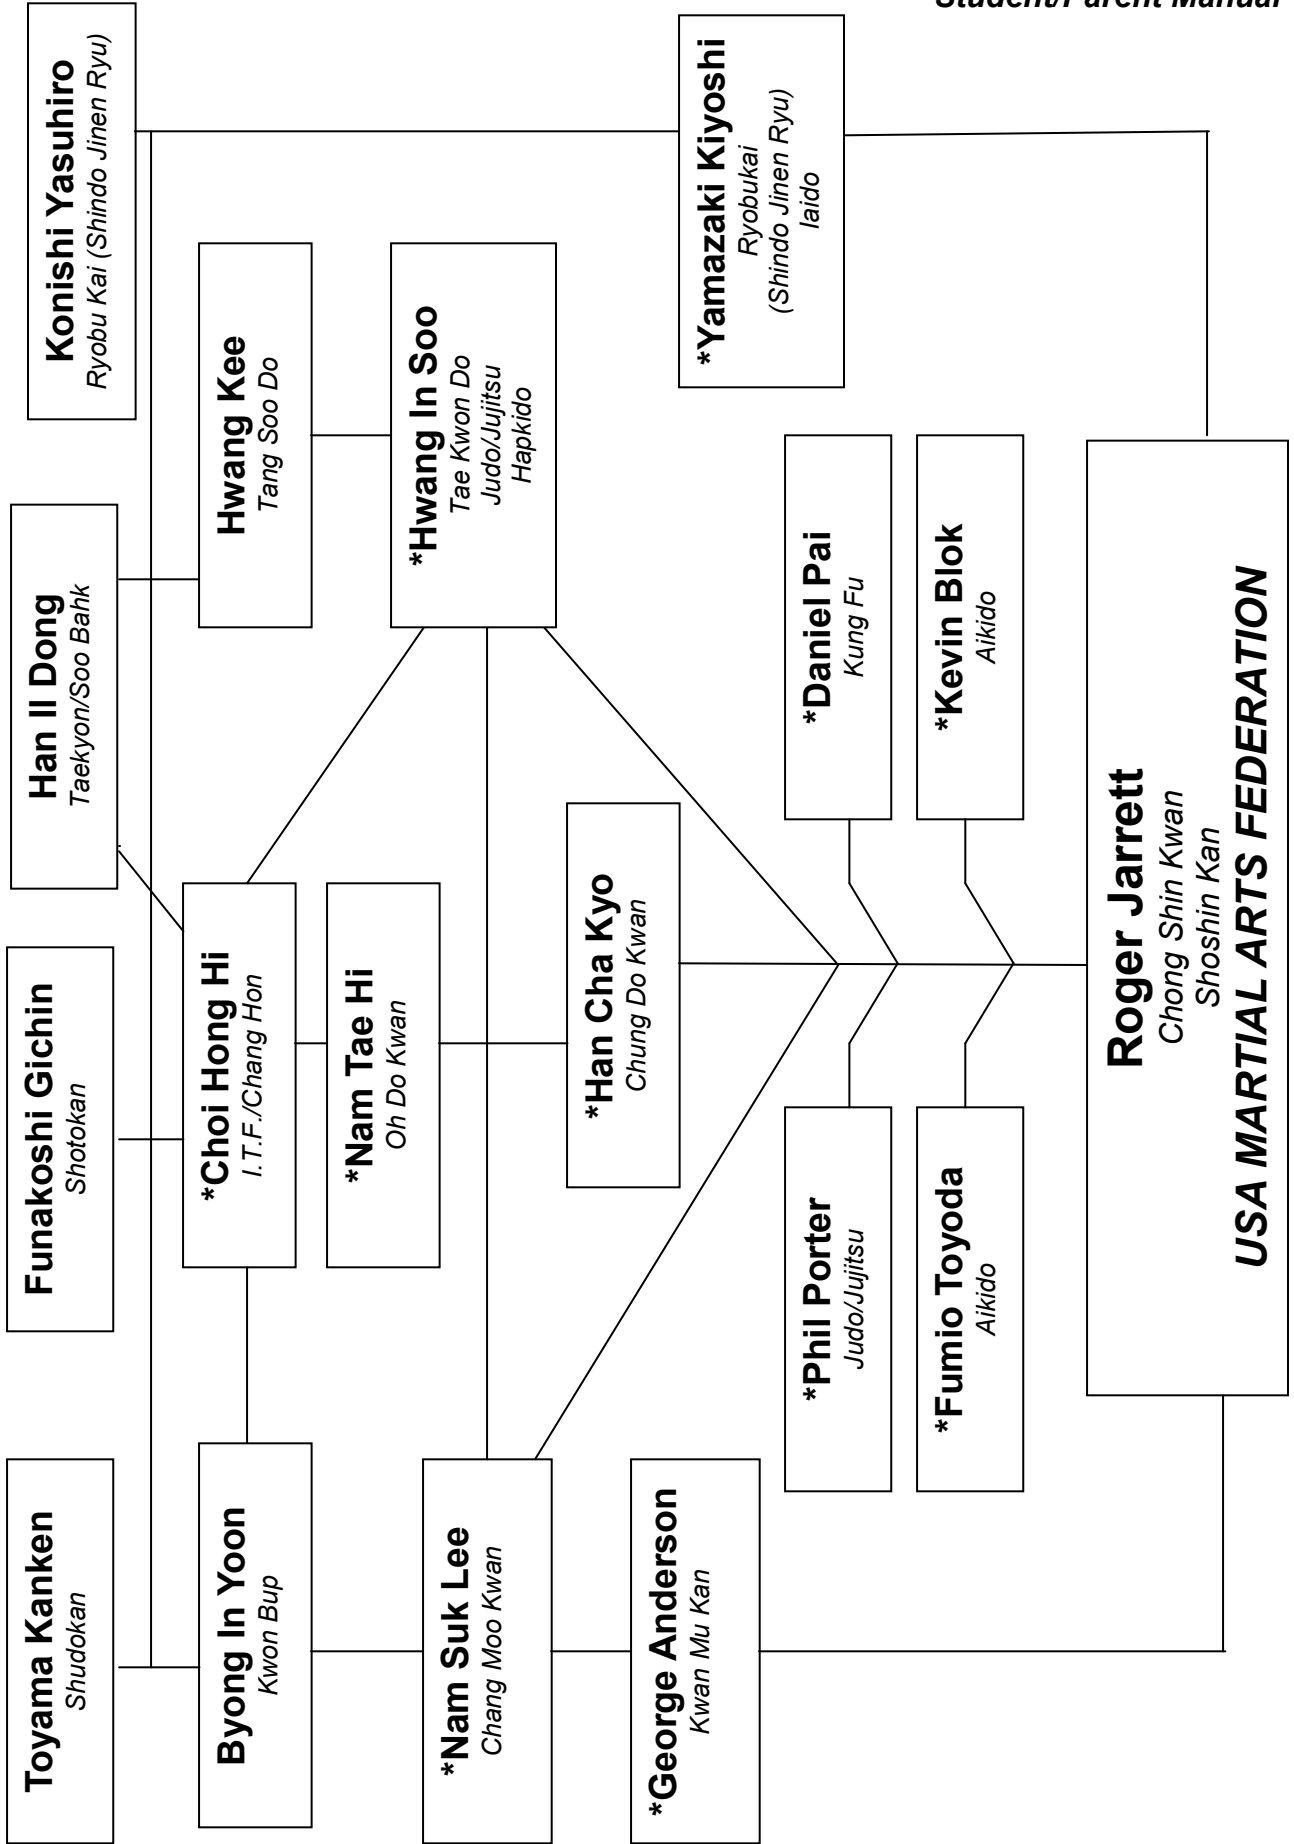 Student/Parent Manual
Toyama Kanken
Shudokan
Funakoshi Gichin
Shotokan
Han Il Dong
Taekyon/Soo Bahk
Konishi Yasuhiro
Ryobu Kai (Shindo Jinen Ryu)
Byong In Yoon
Kwon Bup
*Choi Hong Hi
I.T.F./Chang Hon
Hwang Kee
Tang Soo Do
*Nam Tae Hi
Oh Do Kwan
*Nam Suk Lee
Chang Moo Kwan
*Hwang In Soo
Tae Kwon Do
Judo/Jujitsu
Hapkido
*Han Cha Kyo
Chung Do Kwan
*George Anderson
Kwan Mu Kan
*Yamazaki Kiyoshi
Ryobukai
(Shindo Jinen Ryu)
Iaido
*Phil Porter
Judo/Jujitsu
*Daniel Pai
Kung Fu
*Fumio Toyoda
Aikido
*Kevin Blok
Aikido
Roger Jarrett
Chong Shin Kwan
Shoshin Kan
USA MARTIAL ARTS FEDERATION